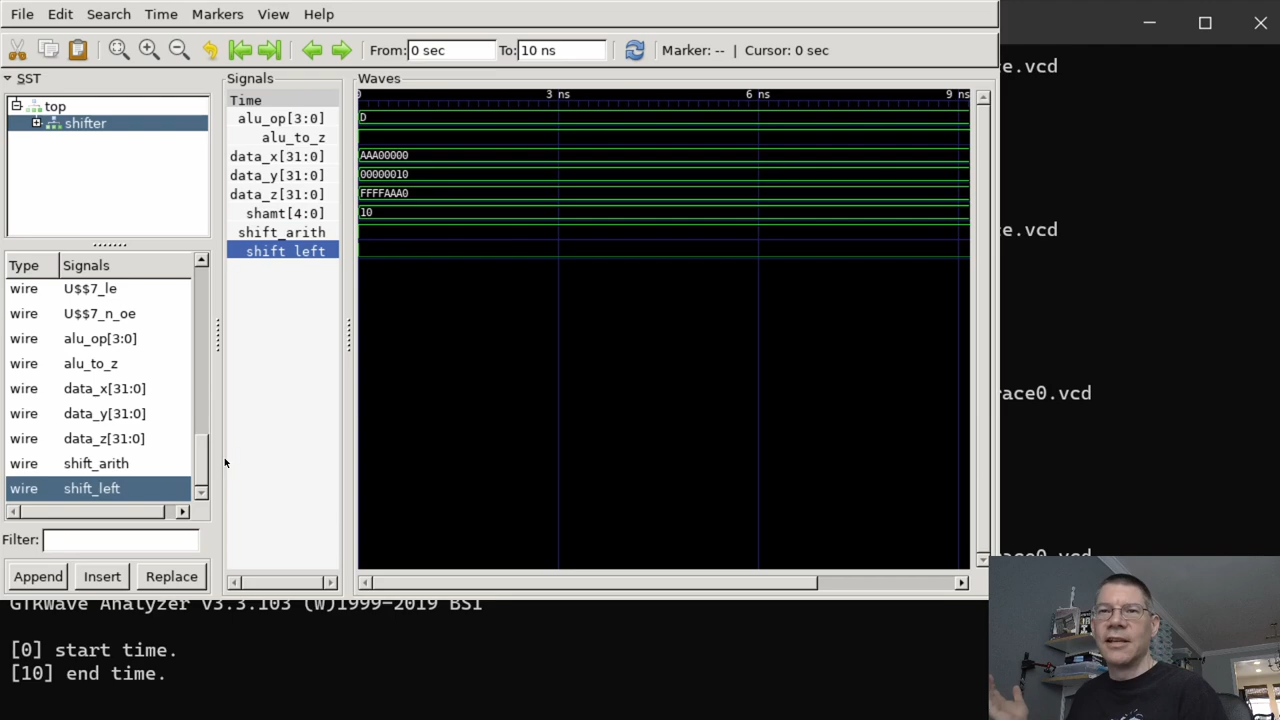 File Edit Search Time Markers View Help
From: 0 sec To: 10 ns Marker: -- | Cursor: 0 sec
SST
top
shifter
Type Signals
wire U$$7_le
wire U$$7_n_oe
wire alu_op[3:0]
wire alu_to_z
wire data_x[31:0]
wire data_y[31:0]
wire data_z[31:0]
wire shift_arith
wire shift_left
Filter:
Append Insert Replace
Signals
Time
alu_op[3:0]
alu_to_z
data_x[31:0]
data_y[31:0]
data_z[31:0]
shamt[4:0]
shift_arith
shift_left
Waves
0 3 ns 6 ns 9 ns
D
AAA00000
00000010
FFFFAAA0
10
e.vcd
e.vcd
ace0.vcd
ace0.vcd
GTKWave Analyzer v3.3.103 (w)1999-2019 BSI
[0] start time.
[10] end time.